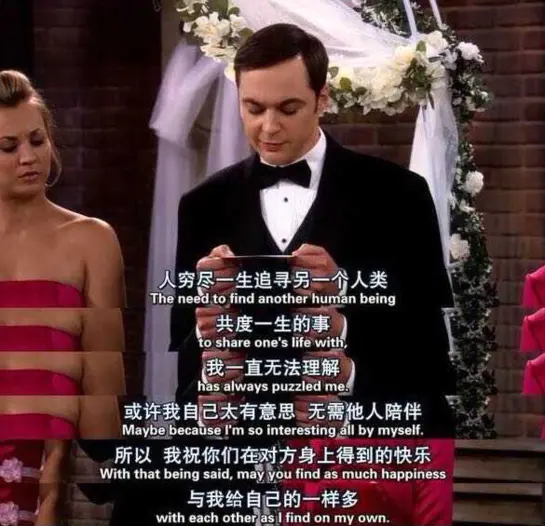 人穷尽一生追寻另一个人类
The need to find another human being
共度一生的事
to share one's life with,
我一直无法理解
has always puzzled me.
或许我自己太有意思 无需他人陪伴
Maybe because I'm so interesting all by myself.
所以 我祝你们在对方身上得到的快乐
With that being said, may you find as much happiness
与我给自己的一样多
with each other as I find on my own.